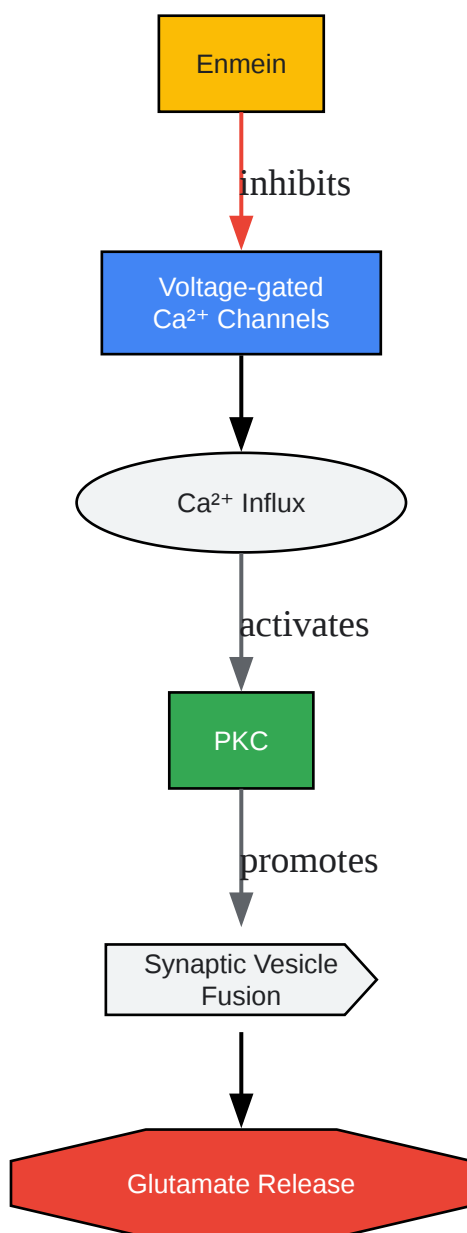 Enmein
inhibits
Voltage-gated
Ca²⁺ Channels
Ca²⁺ Influx
activates
PKC
promotes
Synaptic Vesicle
Fusion
Glutamate Release